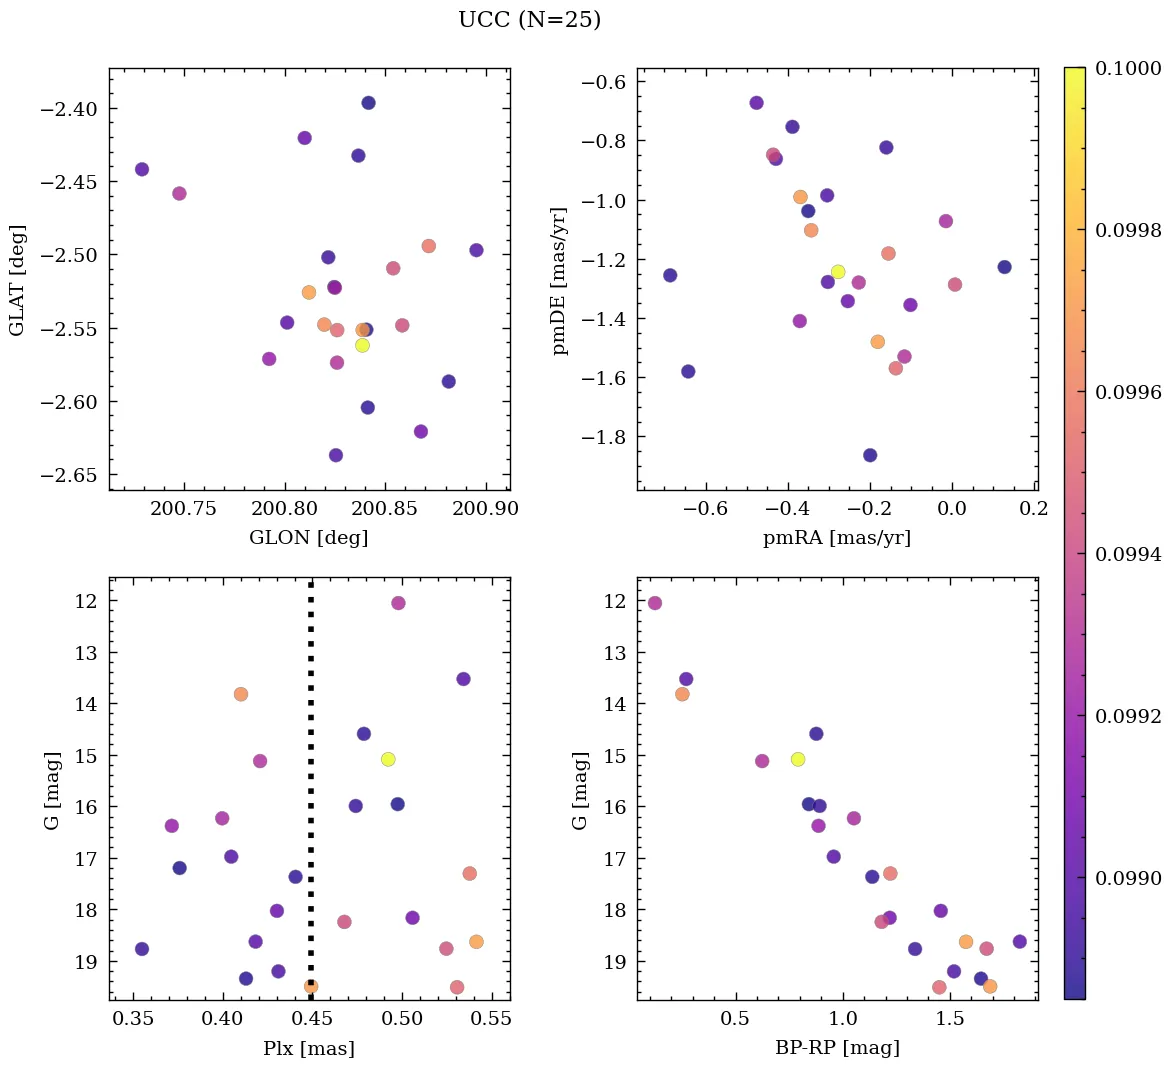 UCC (N=25)
−2.40
−2.45
−2.50
−2.55
−2.60
−2.65
GLAT [deg]
200.75 200.80 200.85 200.90
GLON [deg]
−0.6
−0.8
−1.0
−1.2
−1.4
−1.6
−1.8
pmDE [mas/yr]
−0.6 −0.4 −0.2 0.0 0.2
pmRA [mas/yr]
12
13
14
15
16
17
18
19
G [mag]
0.35 0.40 0.45 0.50 0.55
Plx [mas]
12
13
14
15
16
17
18
19
G [mag]
0.5 1.0 1.5
BP-RP [mag]
0.1000
0.0998
0.0996
0.0994
0.0992
0.0990